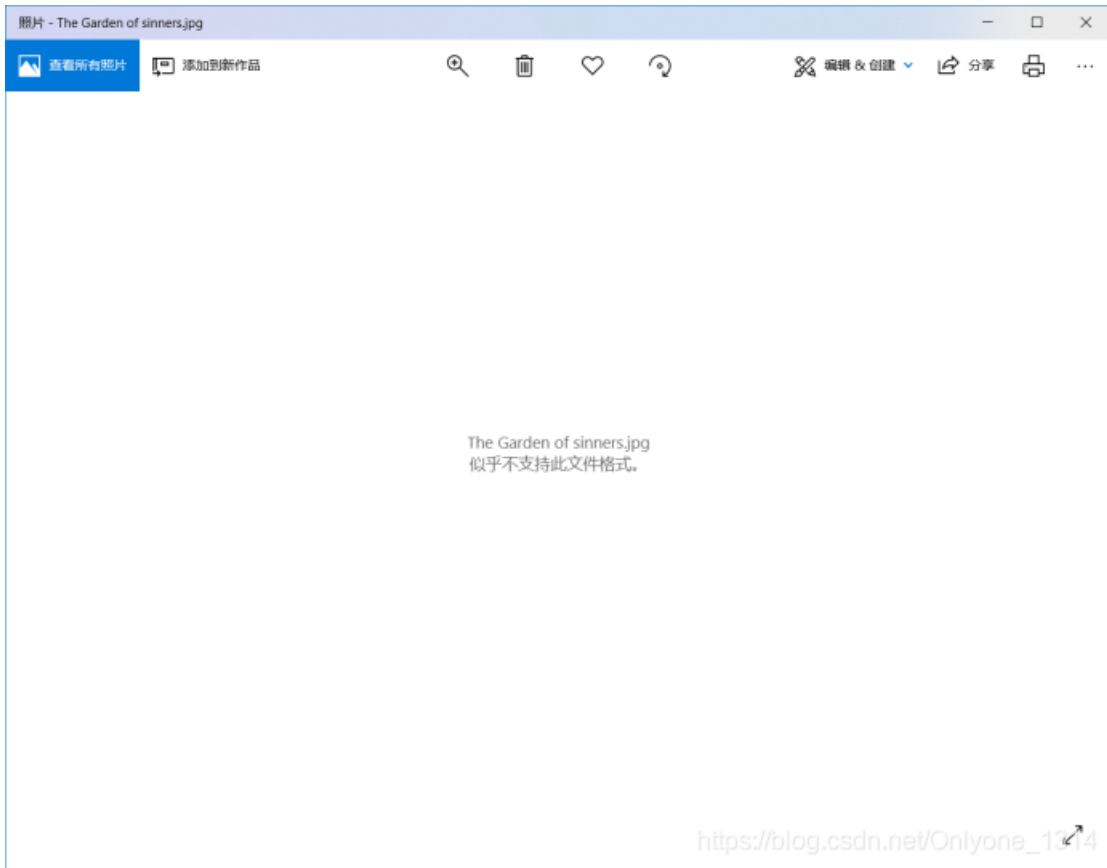 照片 - The Garden of sinners.jpg
查看所有照片 添加到新作品 编辑 & 创建 分享
The Garden of sinners.jpg
似乎不支持此文件格式。
https://blog.csdn.net/Onlyone_1314